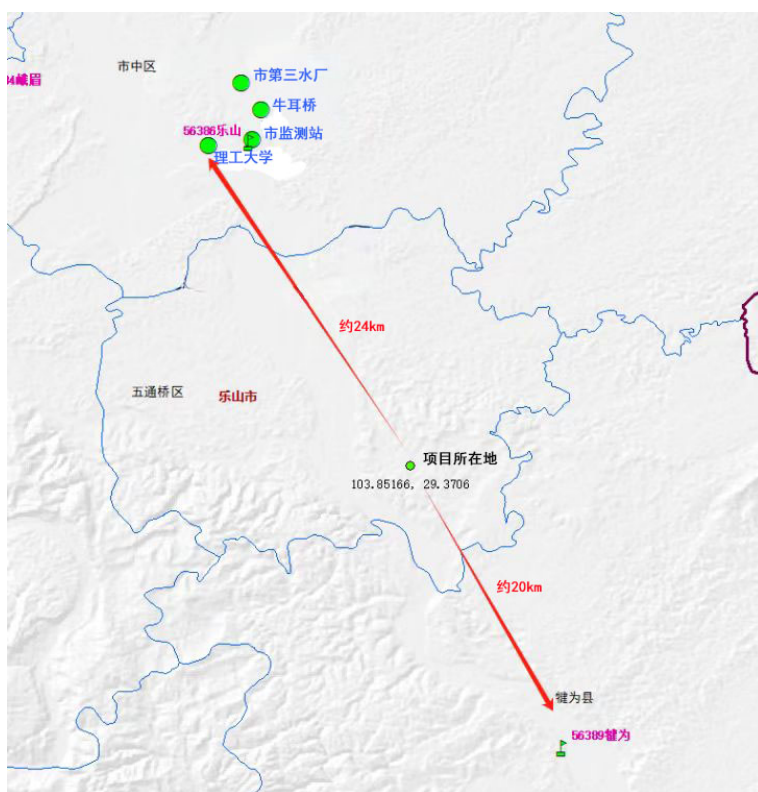 市中区
市第三水厂
4峨眉
牛耳桥
56386乐山
市监测站
理工大学
约24km
五通桥区
乐山市
项目所在地
103.85166, 29.3706
约20km
犍为县
56389犍为